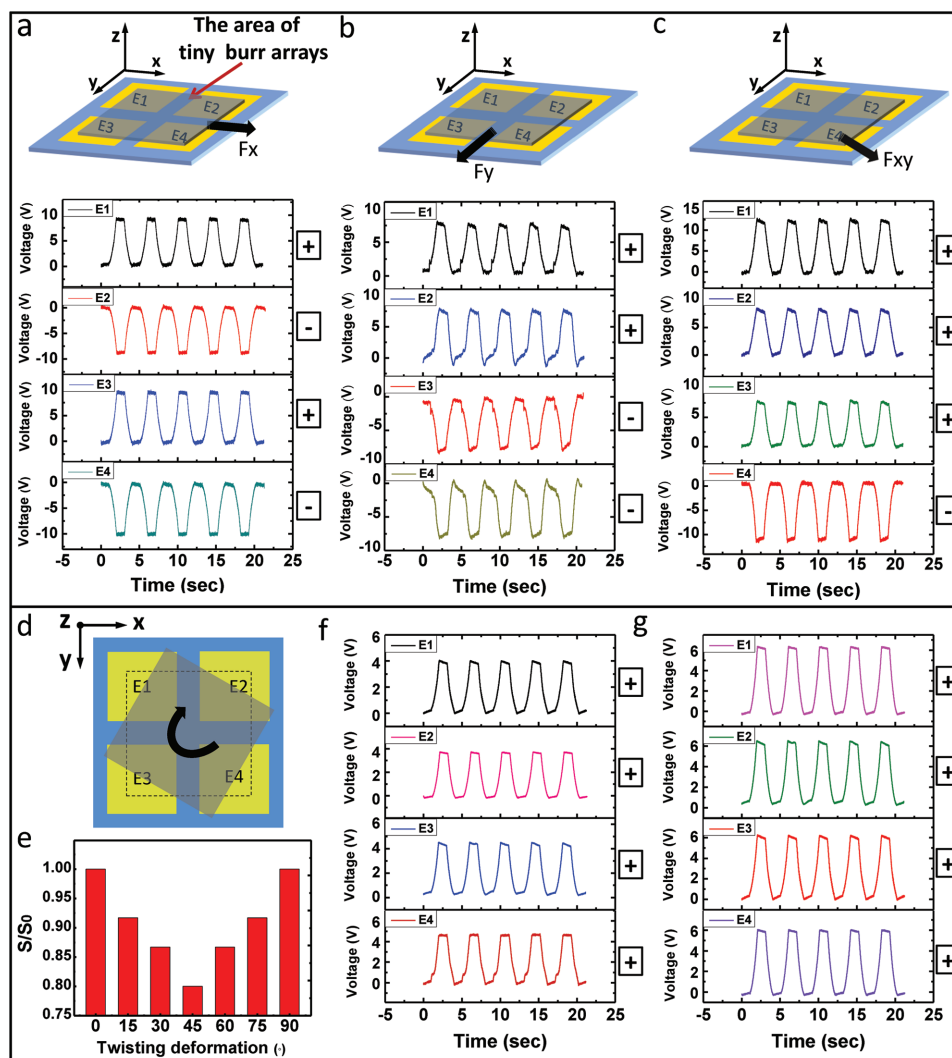 a
The area of
tiny burr arrays
z
x
y
E1
E2
E3
E4
Fx
E1
10
5
0
Voltage (V)
+
E2
0
-5
-10
Voltage (V)
-
E3
10
5
0
Voltage (V)
+
E4
0
-5
-10
Voltage (V)
-
-5 0 5 10 15 20 25
Time (sec)
b
z
x
y
E1
E2
E3
E4
Fy
E1
10
5
0
Voltage (V)
+
E2
10
5
0
Voltage (V)
+
E3
0
-5
-10
Voltage (V)
-
E4
0
-5
-10
Voltage (V)
-
-5 0 5 10 15 20 25
Time (sec)
c
z
x
y
E1
E2
E3
E4
Fxy
E1
15
10
5
0
Voltage (V)
+
E2
10
5
0
Voltage (V)
+
E3
10
5
0
Voltage (V)
+
E4
0
-5
-10
Voltage (V)
-
-5 0 5 10 15 20 25
Time (sec)
d
z
x
y
E1
E2
E3
E4
e
1.00
0.95
0.90
0.85
0.80
0.75
S/S0
0 15 30 45 60 75 90
Twisting deformation (·)
f
E1
6
4
2
0
Voltage (V)
+
E2
4
2
0
Voltage (V)
+
E3
6
4
2
0
Voltage (V)
+
E4
6
4
2
0
Voltage (V)
+
-5 0 5 10 15 20 25
Time (sec)
g
E1
6
4
2
0
Voltage (V)
+
E2
6
4
2
0
Voltage (V)
+
E3
6
4
2
0
Voltage (V)
+
E4
6
4
2
0
Voltage (V)
+
-5 0 5 10 15 20 25
Time (sec)